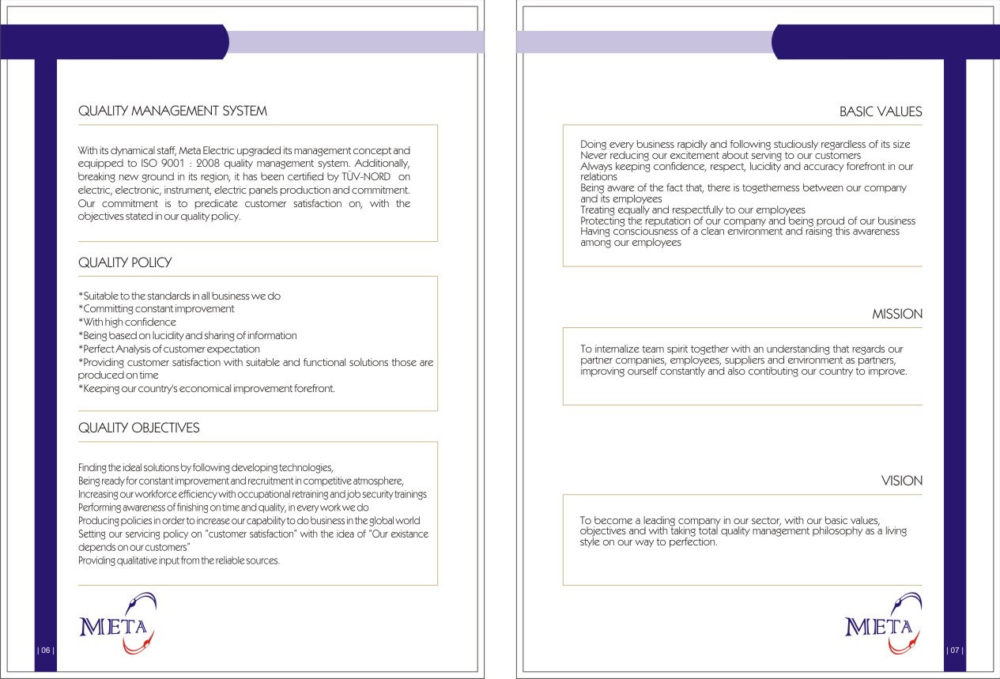 QUALITY MANAGEMENT SYSTEM
With its dynamical staff, Meta Electric upgraded its management concept and
equipped to ISO 9001 : 2008 quality management system. Additionally,
breaking new ground in its region, it has been certified by TÜV-NORD on
electric, electronic, instrument, electric panels production and commitment.
Our commitment is to predicate customer satisfaction on, with the
objectives stated in our quality policy.
QUALITY POLICY
*Suitable to the standards in all business we do
*Committing constant improvement
*With high confidence
*Being based on lucidity and sharing of information
*Perfect Analysis of customer expectation
*Providing customer satisfaction with suitable and functional solutions those are
produced on time
*Keeping our country's economical improvement forefront.
QUALITY OBJECTIVES
Finding the ideal solutions by following developing technologies,
Being ready for constant improvement and recruitment in competitive atmosphere,
Increasing our workforce efficiency with occupational retraining and job security trainings
Performing awareness of finishing on time and quality, in every work we do
Producing policies in order to increase our capability to do business in the global world
Setting our servicing policy on "customer satisfaction" with the idea of "Our existance
depends on our customers"
Providing qualitative input from the reliable sources.
META
| 06 |
BASIC VALUES
Doing every business rapidly and following studiously regardless of its size
Never reducing our excitement about serving to our customers
Always keeping confidence, respect, lucidity and accuracy forefront in our
relations
Being aware of the fact that, there is togetherness between our company
and its employees
Treating equally and respectfully to our employees
Protecting the reputation of our company and being proud of our business
Having consciousness of a clean environment and raising this awareness
among our employees
MISSION
To internalize team spirit together with an understanding that regards our
partner companies, employees, suppliers and environment as partners,
improving ourself constantly and also contibuting our country to improve.
VISION
To become a leading company in our sector, with our basic values,
objectives and with taking total quality management philosophy as a living
style on our way to perfection.
META
| 07 |